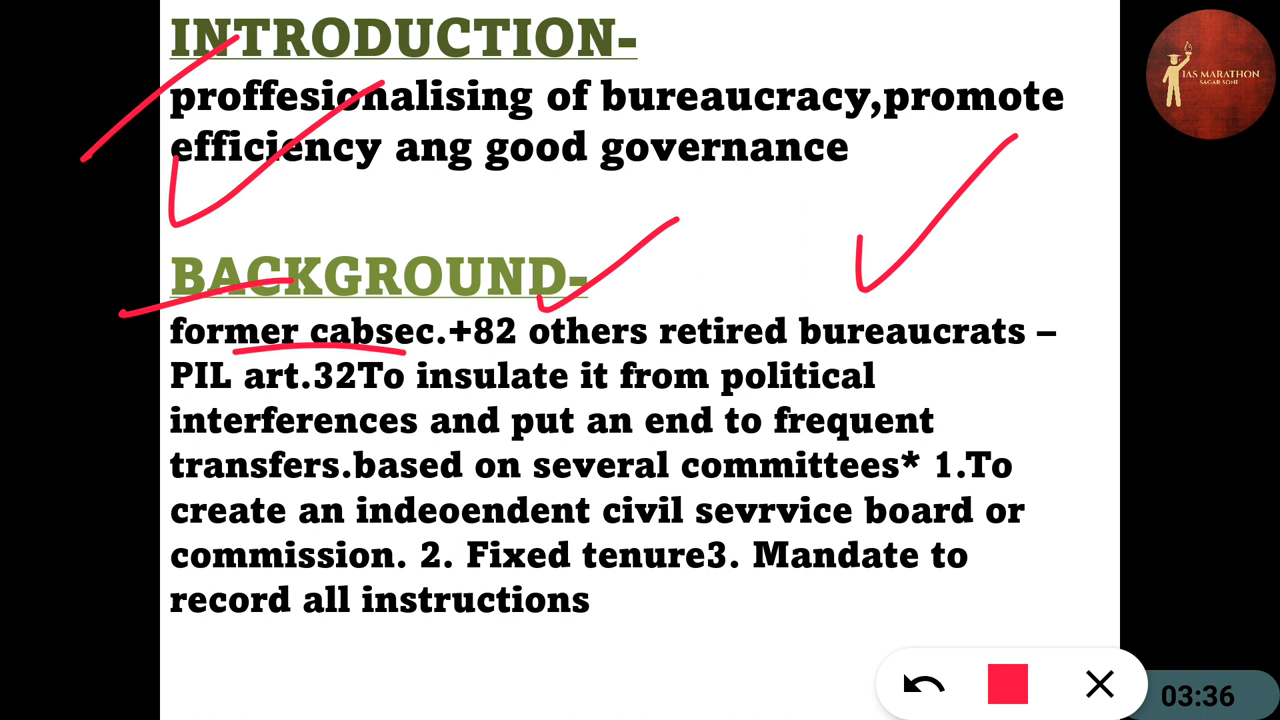 INTRODUCTION-
proffesionalising of bureaucracy,promote
efficiency ang good governance
BACKGROUND-
former cabsec.+82 others retired bureaucrats –
PIL art.32To insulate it from political
interferences and put an end to frequent
transfers.based on several committees* 1.To
create an indeoendent civil sevrvice board or
commission. 2. Fixed tenure3. Mandate to
record all instructions
IAS MARATHON
SAGAR SONI
03:36